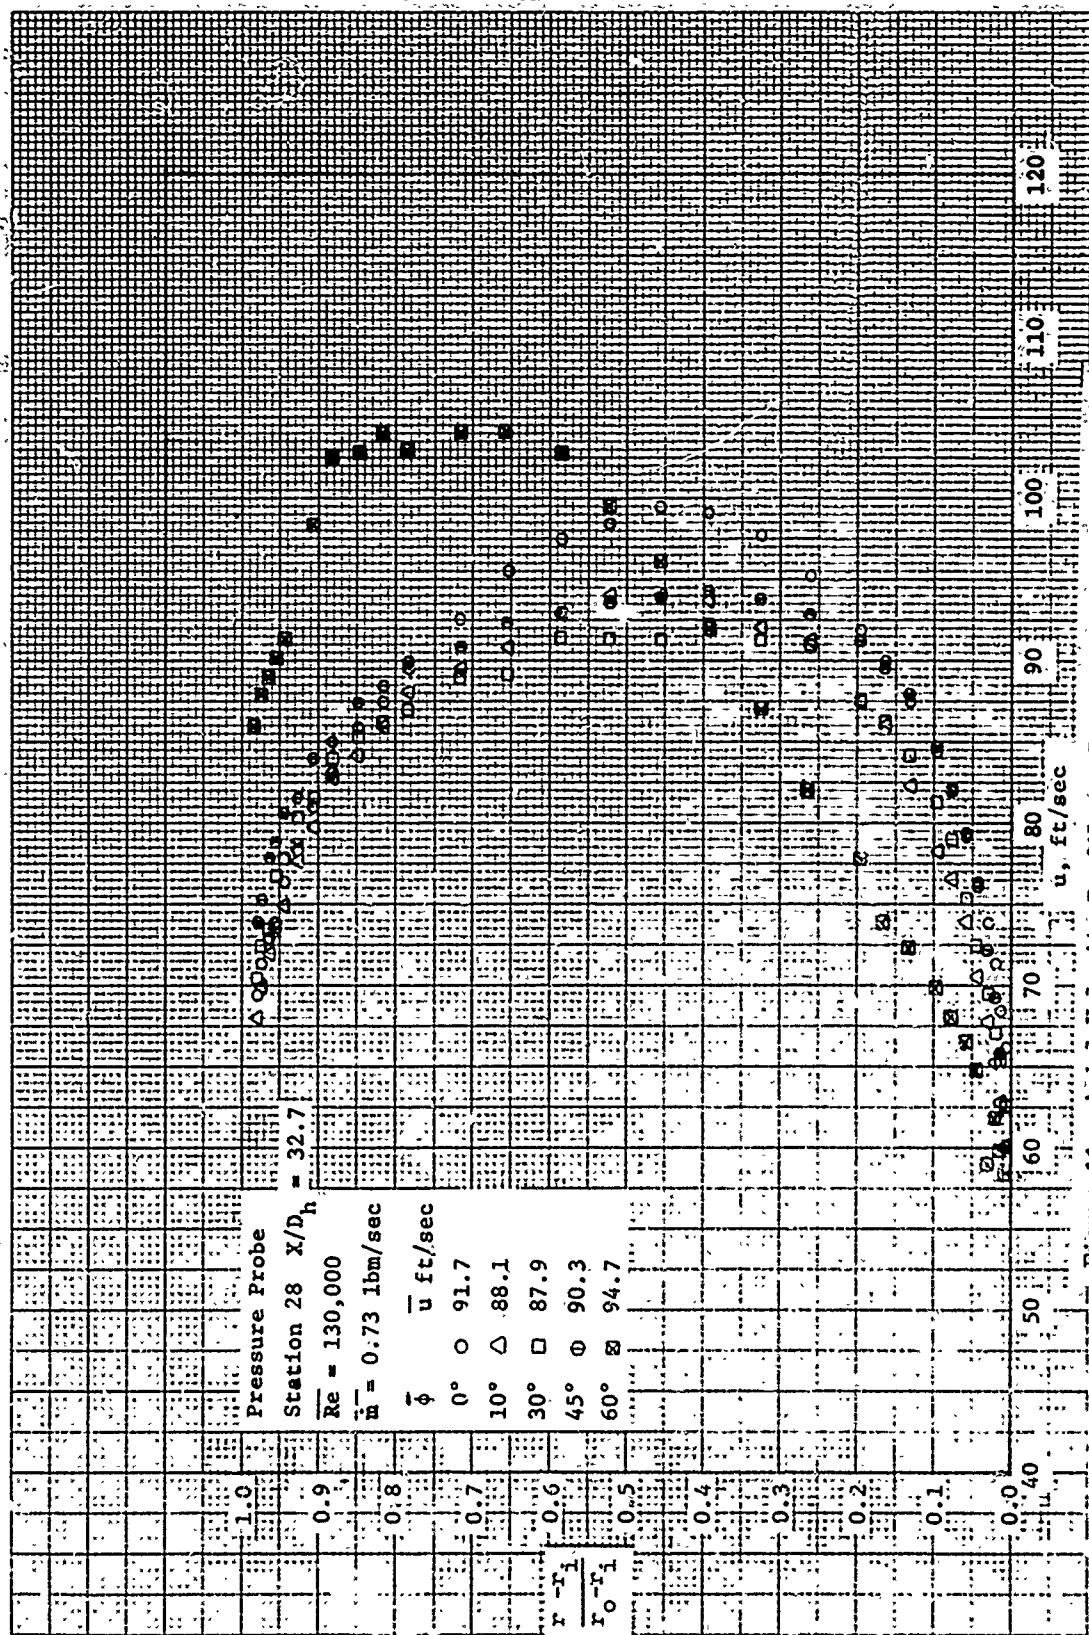 Pressure Probe
Station 28 X/D_h = 32.7
R̅e̅ = 130,000
ṁ̅ = 0.73 lbm/sec
ϕ̅ u̅ ft/sec
0° ○ 91.7
10° △ 88.1
30° □ 87.9
45° ⦶ 90.3
60° ⊠ 94.7
1.0
0.9
0.8
0.7
0.6
0.5
0.4
0.3
0.2
0.1
0.0
r - r_i
r_o - r_i
40
50
60
70
80
90
100
110
120
u, ft/sec